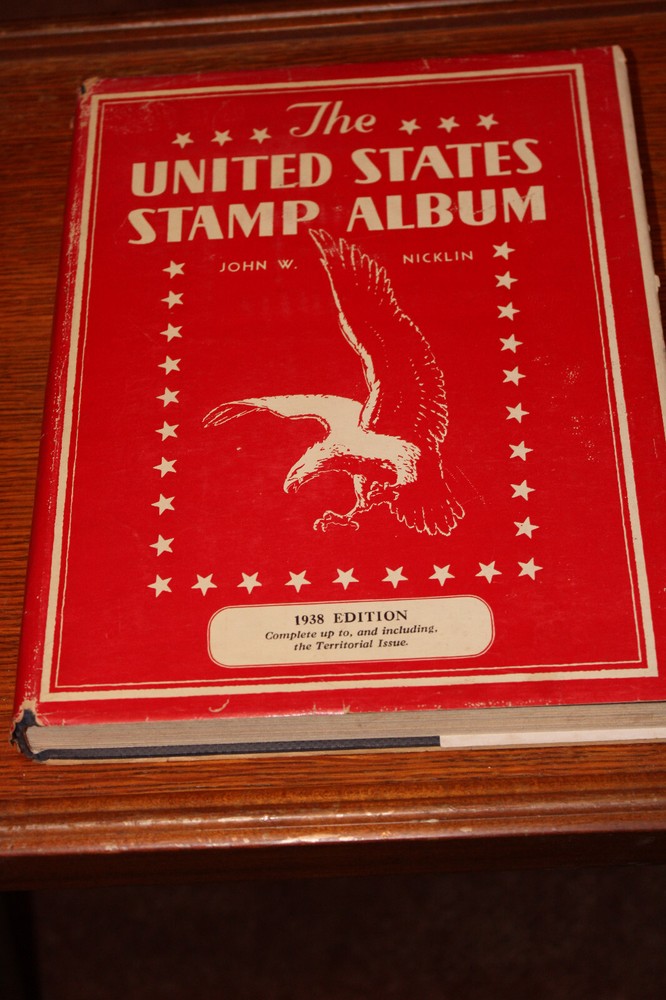 The
UNITED STATES
STAMP ALBUM
JOHN W. NICKLIN
1938 EDITION
Complete up to, and including,
the Territorial Issue.